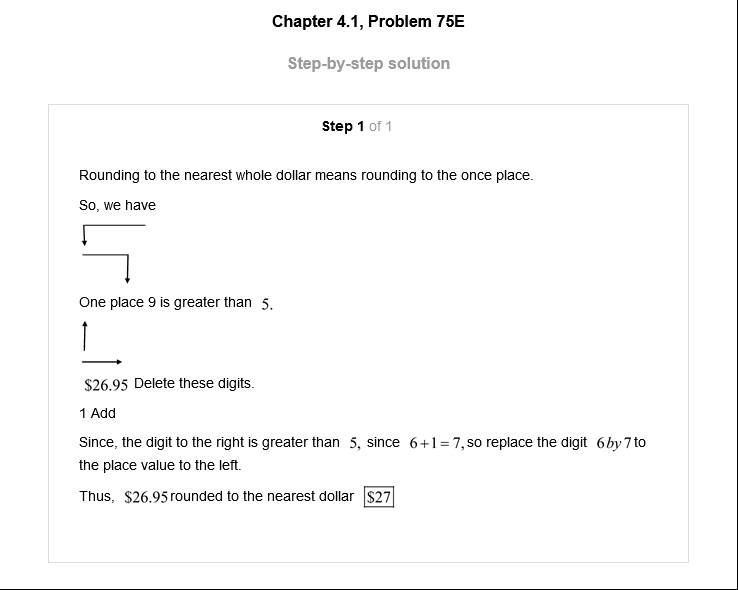 Chapter 4.1, Problem 75E
Step-by-step solution
Step 1 of 1
Rounding to the nearest whole dollar means rounding to the once place.
So, we have
One place 9 is greater than 5.
$26.95 Delete these digits.
1 Add
Since, the digit to the right is greater than 5, since 6+1=7, so replace the digit 6 by 7 to
the place value to the left.
Thus, $26.95 rounded to the nearest dollar $27